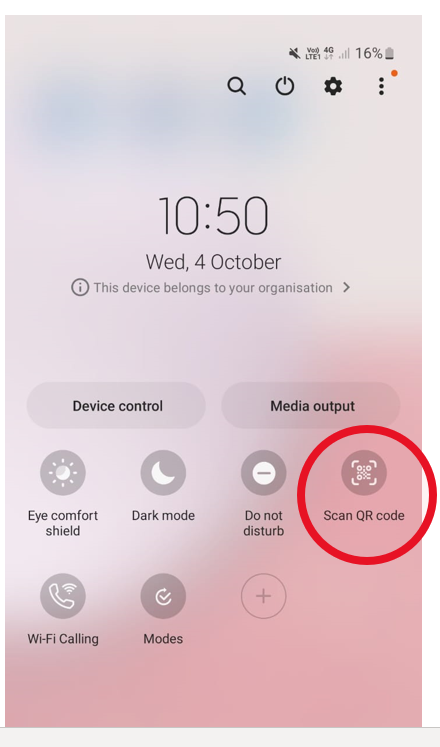 Vo)) 4G
LTE1 16%
10:50
Wed, 4 October
This device belongs to your organisation
Device control Media output
Eye comfort shield
Dark mode
Do not disturb
Scan QR code
Wi-Fi Calling
Modes